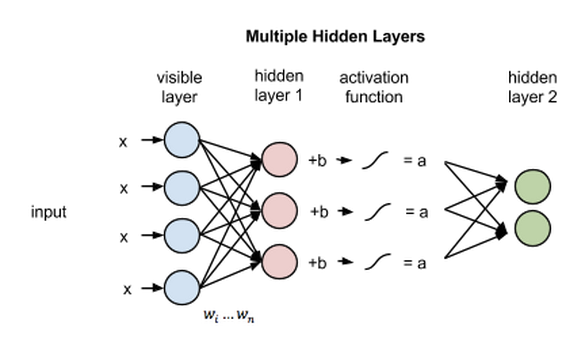 Multiple Hidden Layers
visible
layer
hidden
layer 1
activation
function
hidden
layer 2
input
x
+b
= a
x
+b
= a
x
+b
= a
x
wi ...wn